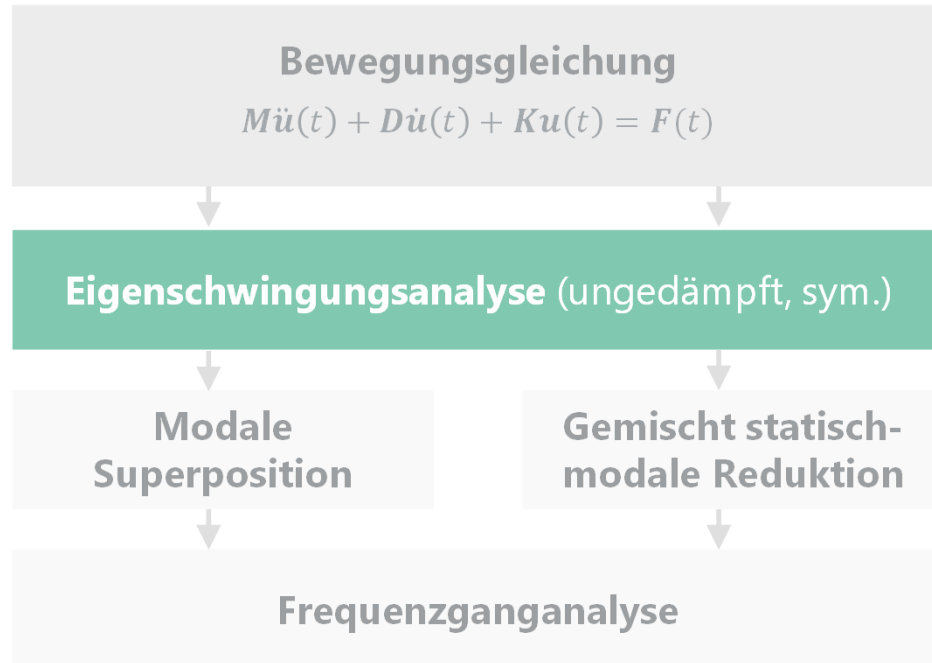 Bewegungsgleichung
Mü(t) + Du̇(t) + Ku(t) = F(t)
Eigenschwingungsanalyse (ungedämpft, sym.)
Modale
Superposition
Gemischt statisch-
modale Reduktion
Frequenzganganalyse